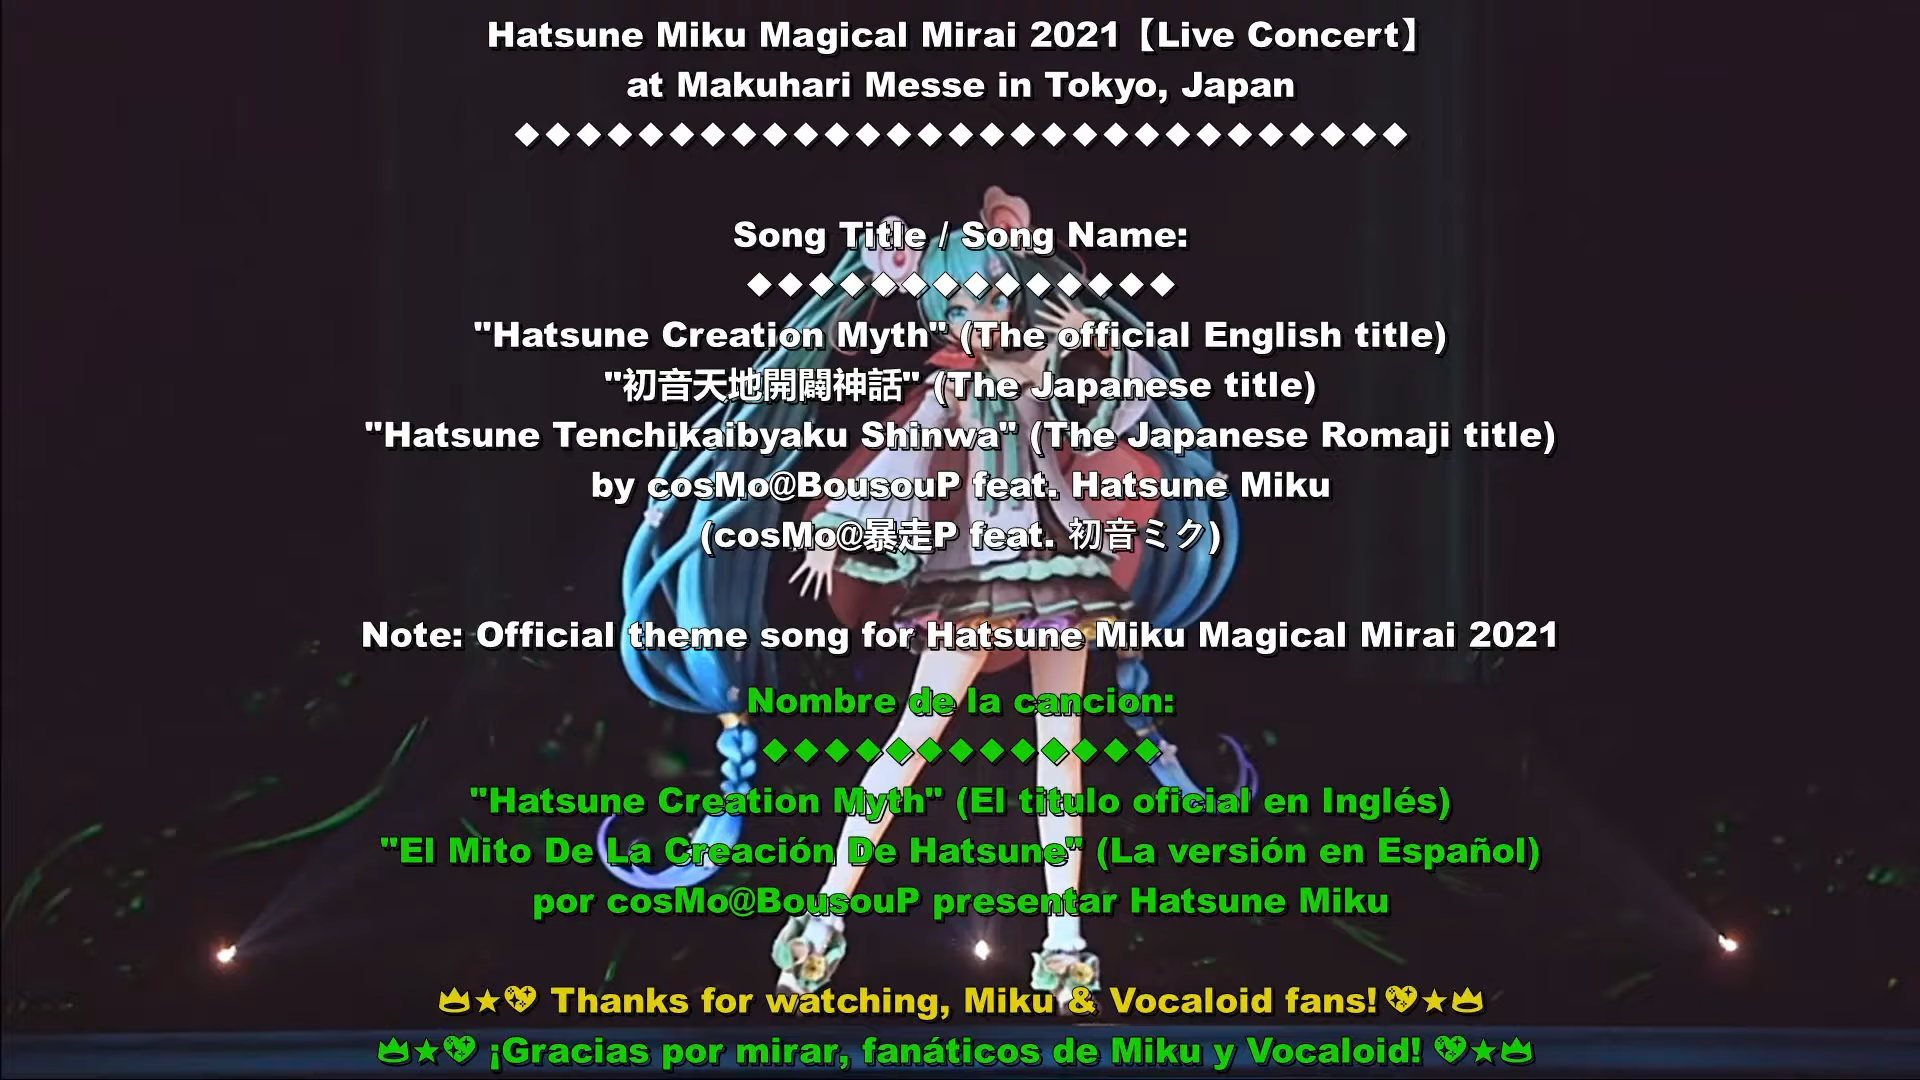 Hatsune Miku Magical Mirai 2021【Live Concert】
at Makuhari Messe in Tokyo, Japan
◆◆◆◆◆◆◆◆◆◆◆◆◆◆◆◆◆◆◆◆◆◆◆◆◆◆◆◆◆
Song Title / Song Name:
◆◆◆◆◆◆◆◆◆◆◆◆◆◆
"Hatsune Creation Myth" (The official English title)
"初音天地開闢神話" (The Japanese title)
"Hatsune Tenchikaibyaku Shinwa" (The Japanese Romaji title)
by cosMo@BousouP feat. Hatsune Miku
(cosMo@暴走P feat. 初音ミク)
Note: Official theme song for Hatsune Miku Magical Mirai 2021
Nombre de la cancion:
◆◆◆◆◆◆◆◆◆◆◆◆◆
"Hatsune Creation Myth" (El titulo oficial en Inglés)
"El Mito De La Creación De Hatsune" (La versión en Español)
por cosMo@BousouP presentar Hatsune Miku
👑★💖 Thanks for watching, Miku & Vocaloid fans! 💖★👑
👑★💖 ¡Gracias por mirar, fanáticos de Miku y Vocaloid! 💖★👑